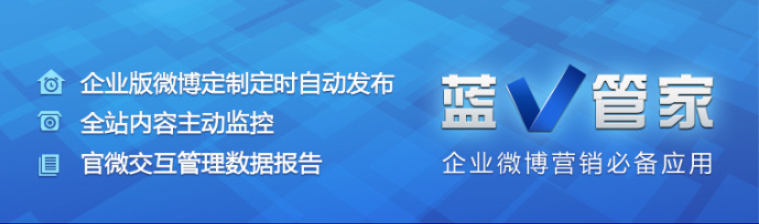 企业版微博定制定时自动发布
全站内容主动监控
官微交互管理数据报告
蓝V管家
企业微博营销必备应用